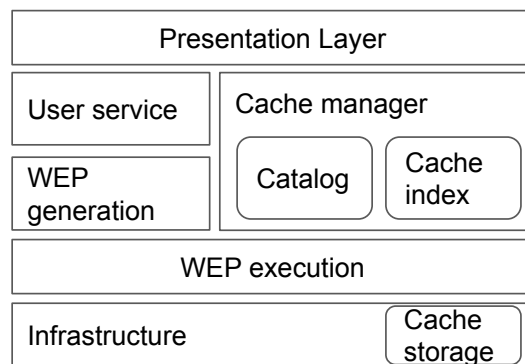 Presentation Layer
User service
Cache manager
Catalog
Cache
index
WEP
generation
WEP execution
Infrastructure
Cache
storage